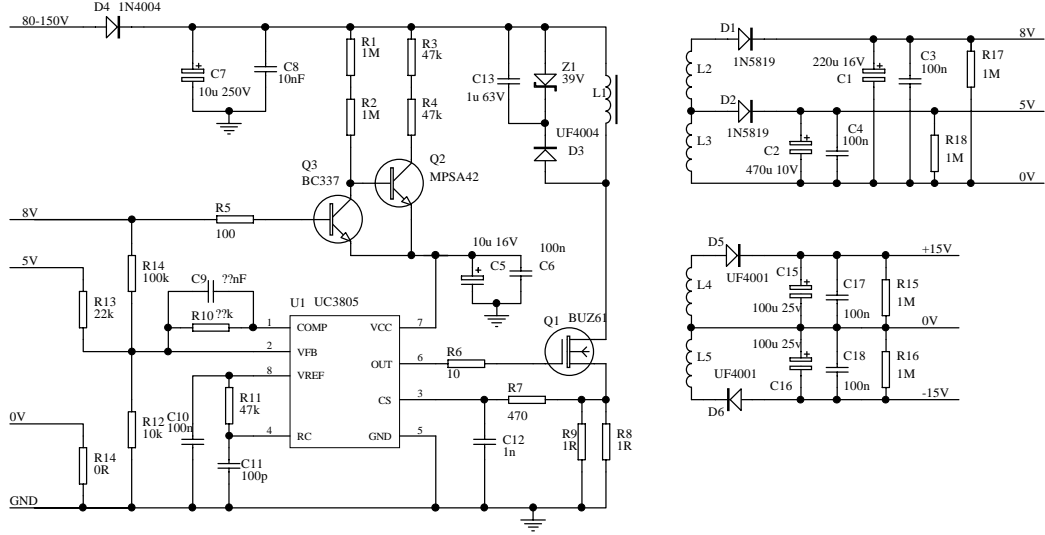 D4 1N4004
80-150V
C7
10u 250V
C8
10nF
R1
1M
R2
1M
R3
47k
R4
47k
C13
1u 63V
Z1
39V
L1
UF4004
D3
Q3
BC337
Q2
MPSA42
8V
R5
100
5V
R14
100k
R13
22k
C9 ??nF
R10 ??k
U1 UC3805
1 COMP
2 VFB
8 VREF
4 RC
VCC 7
OUT 6
CS 3
GND 5
10u 16V
C5
100n
C6
Q1 BUZ61
R6
10
R7
470
R11
47k
R12
10k
C10
100n
C11
100p
C12
1n
R9
1R
R8
1R
0V
R14
0R
GND
D1
1N5819
L2
D2
1N5819
L3
220u 16V
C1
C3
100n
R17
1M
8V
5V
C2
470u 10V
C4
100n
R18
1M
0V
D5
UF4001
L4
C15
100u 25v
C17
100n
R15
1M
+15V
0V
L5
100u 25v
C16
C18
100n
R16
1M
UF4001
D6
-15V